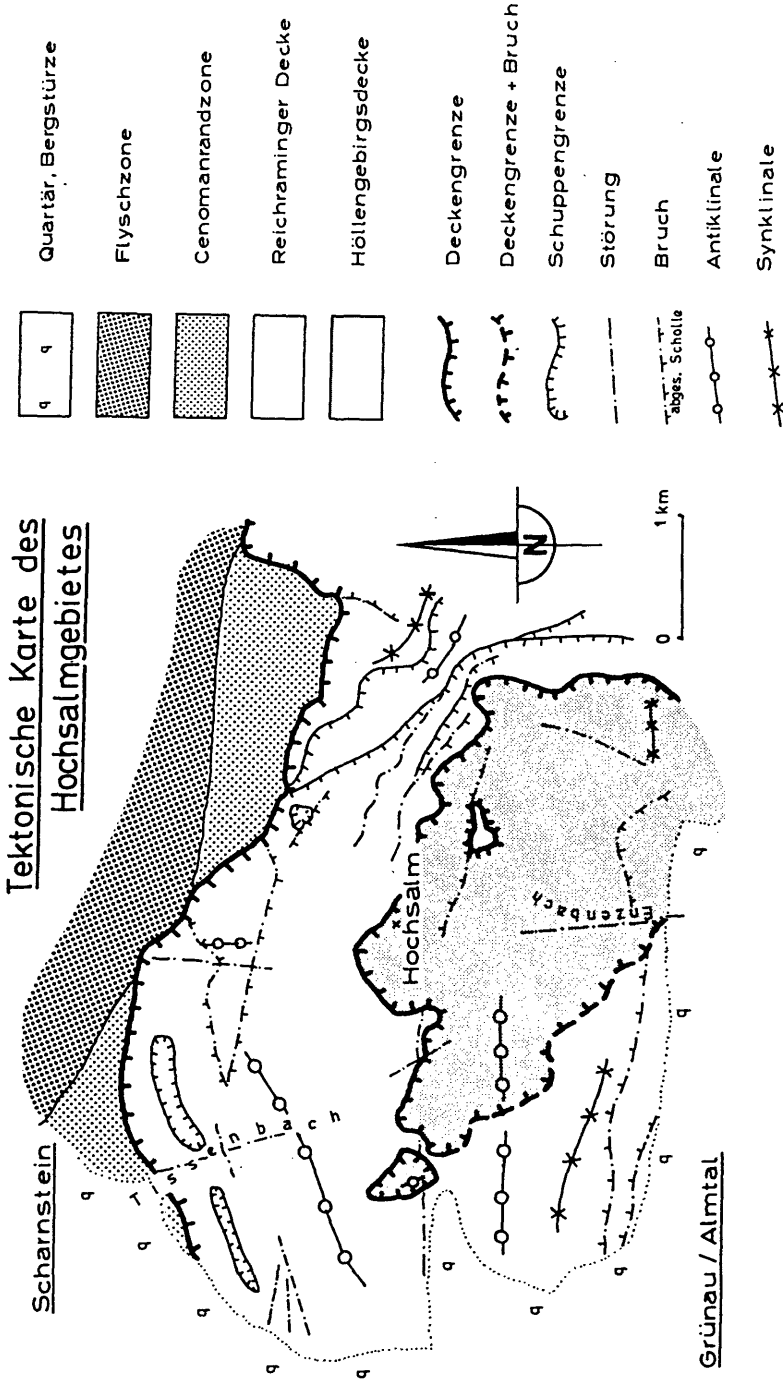 Tektonische Karte des
Hochsalmgebietes
Scharnstein
q
q
q
q
q
q
q
q
q
q
q
q
Tissenbach
Hochsalm
Enzenbach
Grünau / Almtal
N
0
1 km
q q
Quartär, Bergstürze
Flyschzone
Cenomanrandzone
Reichraminger Decke
Höllengebirgsdecke
Deckengrenze
Deckengrenze + Bruch
Schuppengrenze
Störung
abges. Scholle
Bruch
Antiklinale
Synklinale